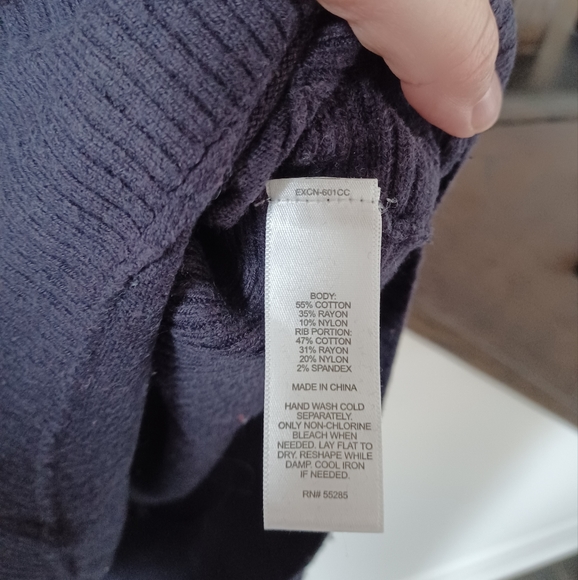 EXCN-601CC
BODY:
55% COTTON
35% RAYON
10% NYLON
RIB PORTION:
47% COTTON
31% RAYON
20% NYLON
2% SPANDEX
MADE IN CHINA
HAND WASH COLD
SEPARATELY.
ONLY NON-CHLORINE
BLEACH WHEN
NEEDED. LAY FLAT TO
DRY. RESHAPE WHILE
DAMP. COOL IRON
IF NEEDED.
RN# 55285